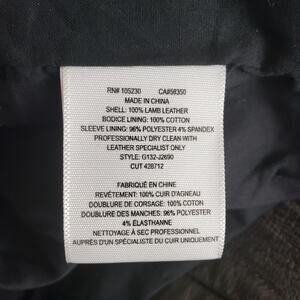 RN# 105230 CA#58350
MADE IN CHINA
SHELL: 100% LAMB LEATHER
BODICE LINING: 100% COTTON
SLEEVE LINING: 96% POLYESTER 4% SPANDEX
PROFESSIONALLY DRY CLEAN WITH
LEATHER SPECIALIST ONLY
STYLE: G132-J2690
CUT 428712
FABRIQUÉ EN CHINE
REVÊTEMENT: 100% CUIR D'AGNEAU
DOUBLURE DE CORSAGE: 100% COTON
DOUBLURE DES MANCHES: 96% POLYESTER
4% ÉLASTHANNE
NETTOYAGE À SEC PROFESSIONNEL
AUPRÈS D'UN SPÉCIALISTE DU CUIR UNIQUEMENT